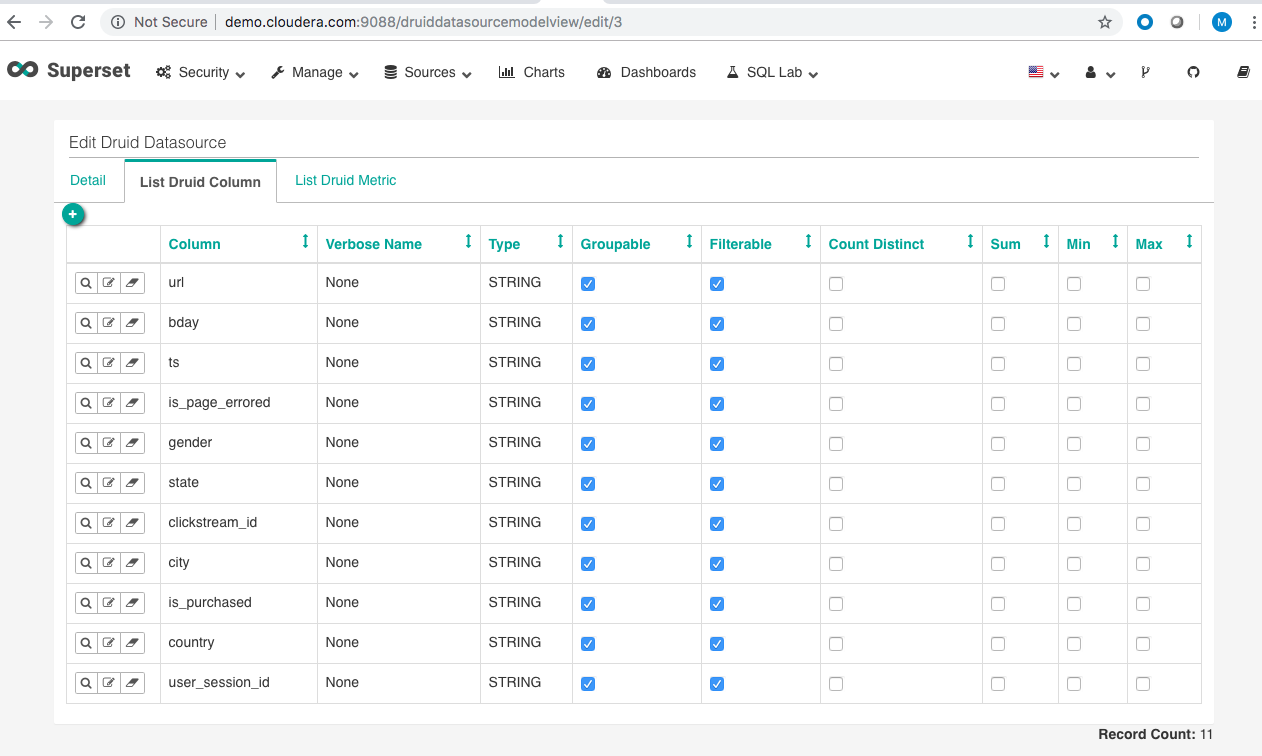 Not Secure demo.cloudera.com:9088/druiddatasourcemodelview/edit/3 M
Superset Security Manage Sources Charts Dashboards SQL Lab
Edit Druid Datasource
Detail List Druid Column List Druid Metric
+
Column Verbose Name Type Groupable Filterable Count Distinct Sum Min Max
url None STRING
bday None STRING
ts None STRING
is_page_errored None STRING
gender None STRING
state None STRING
clickstream_id None STRING
city None STRING
is_purchased None STRING
country None STRING
user_session_id None STRING
Record Count: 11